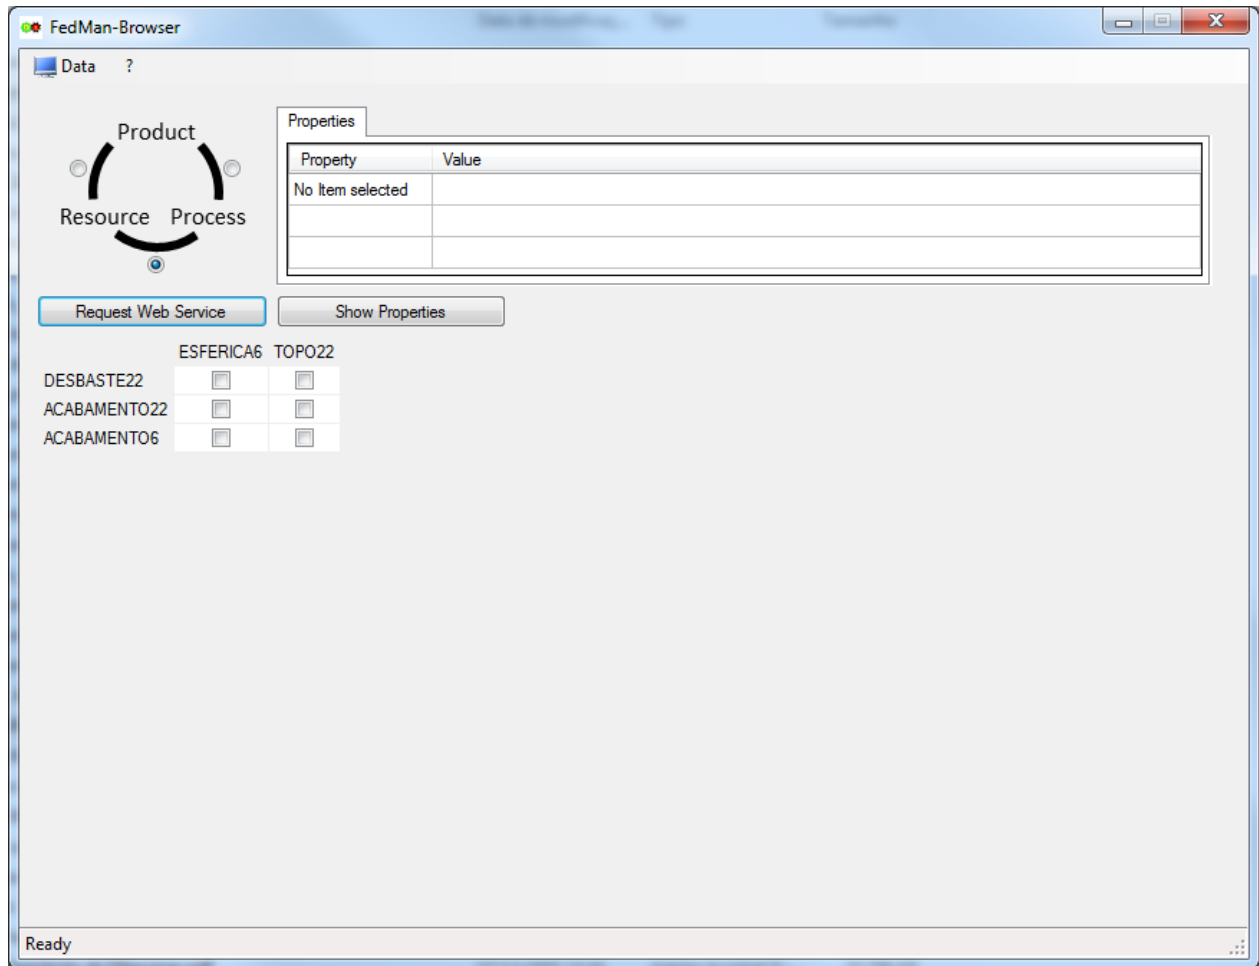 FedMan-Browser
Data ?
Product
Resource Process
Properties
Property Value
No Item selected
Request Web Service Show Properties
ESFERICA6 TOPO22
DESBASTE22
ACABAMENTO22
ACABAMENTO6
Ready